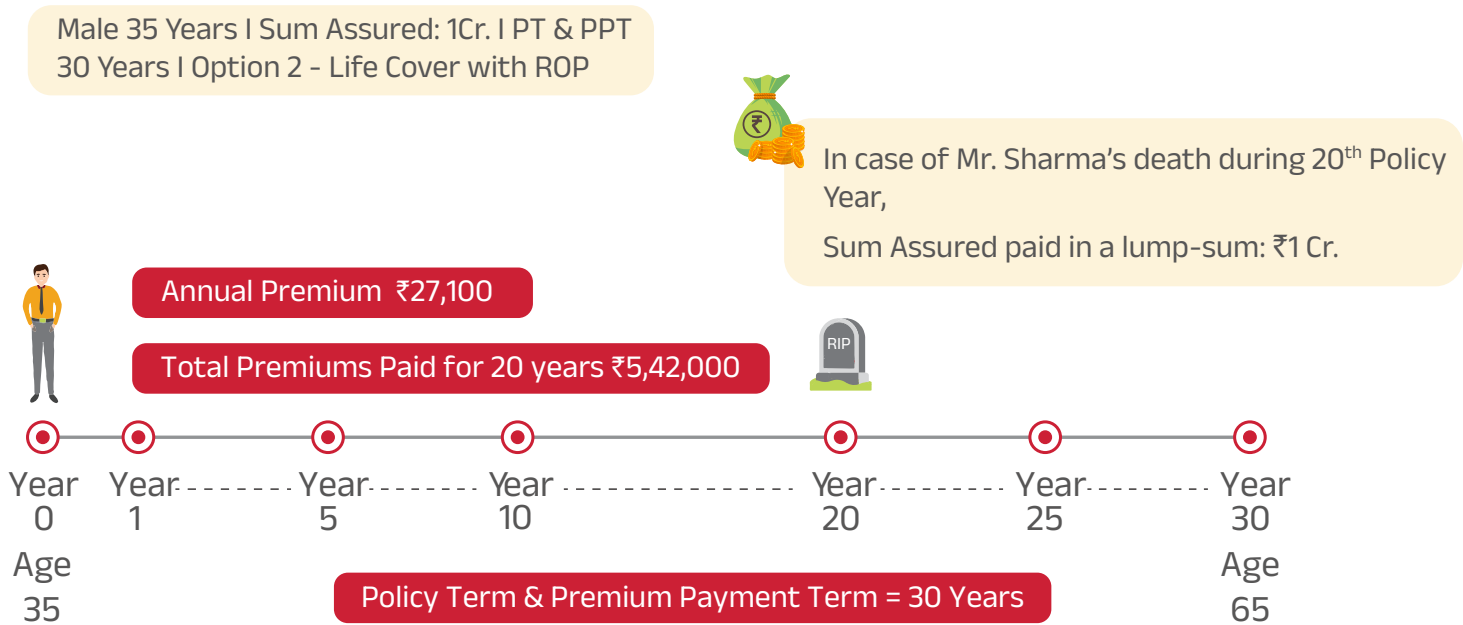 Male 35 Years I Sum Assured: 1Cr. I PT & PPT
30 Years I Option 2 - Life Cover with ROP
₹
In case of Mr. Sharma's death during 20th Policy
Year,
Sum Assured paid in a lump-sum: ₹1 Cr.
Annual Premium ₹27,100
RIP
Total Premiums Paid for 20 years ₹5,42,000
Year Year Year Year Year Year Year
0 1 5 10 20 25 30
Age Age
35 65
Policy Term & Premium Payment Term = 30 Years